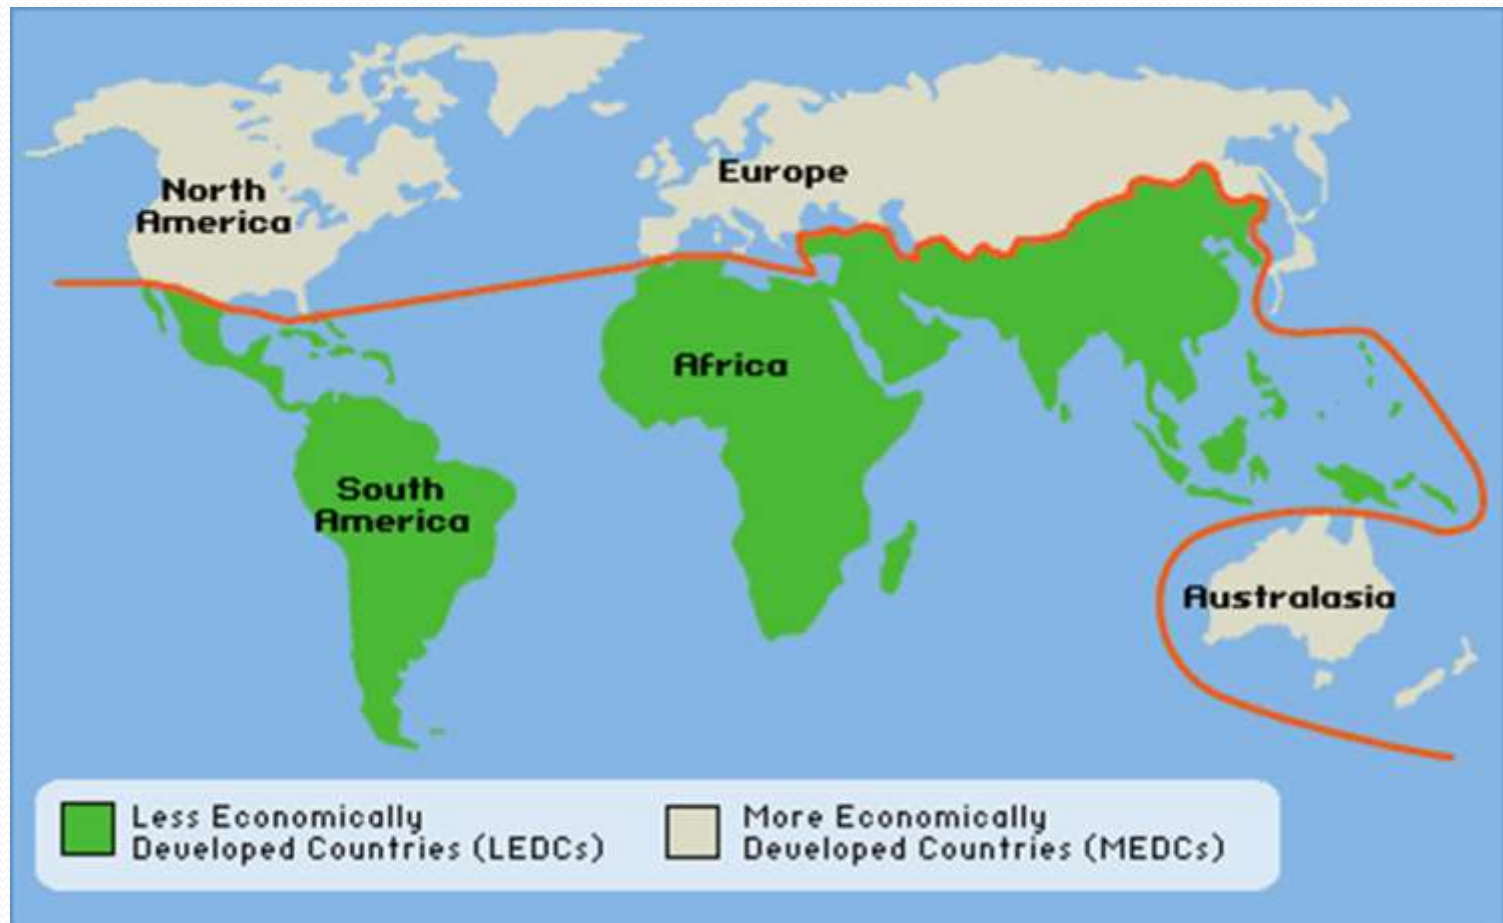 North
America
Europe
Africa
South
America
Australasia
Less Economically
Developed Countries (LEDCs)
More Economically
Developed Countries (MEDCs)